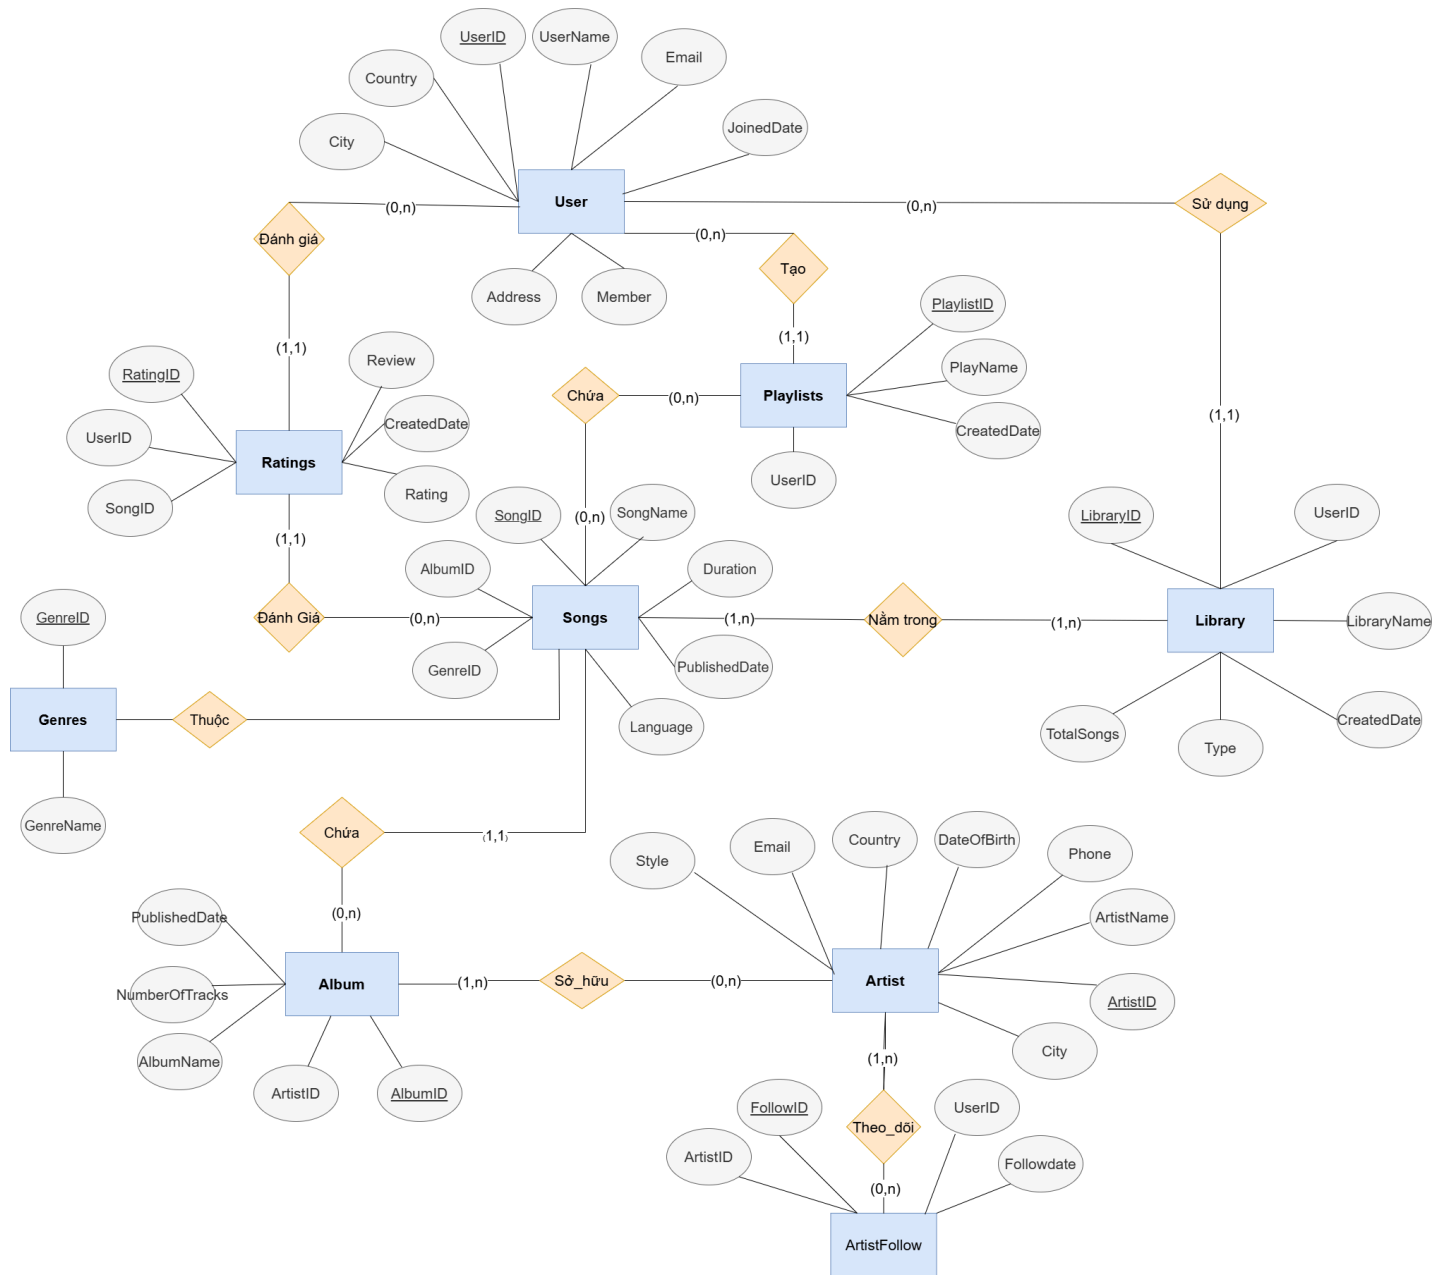 UserID
UserName
Email
Country
JoinedDate
City
User
(0,n)
(0,n)
Sử dụng
Đánh giá
(0,n)
Tạo
Address
Member
PlaylistID
(1,1)
(1,1)
Review
PlayName
RatingID
Chứa
(0,n)
Playlists
(1,1)
CreatedDate
CreatedDate
UserID
Ratings
UserID
Rating
SongID
SongID
(0,n)
SongName
LibraryID
UserID
(1,1)
AlbumID
Duration
GenreID
Đánh Giá
(0,n)
Songs
(1,n)
Nằm trong
(1,n)
Library
LibraryName
GenreID
PublishedDate
Genres
Thuộc
Language
TotalSongs
Type
CreatedDate
GenreName
Chứa
(1,1)
Style
Email
Country
DateOfBirth
Phone
PublishedDate
(0,n)
ArtistName
NumberOfTracks
Album
(1,n)
Sở_hữu
(0,n)
Artist
ArtistID
AlbumName
City
ArtistID
AlbumID
(1,n)
FollowID
UserID
Theo_dõi
ArtistID
Followdate
(0,n)
ArtistFollow